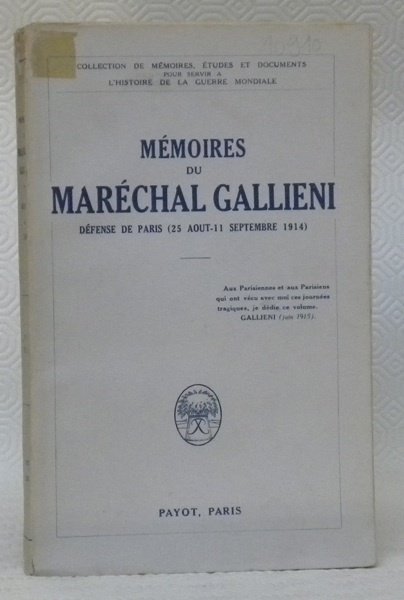 COLLECTION DE MÉMOIRES, ÉTUDES ET DOCUMENTS
POUR SERVIR A
L'HISTOIRE DE LA GUERRE MONDIALE
MÉMOIRES
DU
MARÉCHAL GALLIENI
DÉFENSE DE PARIS (25 AOUT-11 SEPTEMBRE 1914)
Aux Parisiennes et aux Parisiens
qui ont vécu avec moi ces journées
tragiques, je dédie ce volume.
GALLIENI (juin 1915).
PAYOT, PARIS